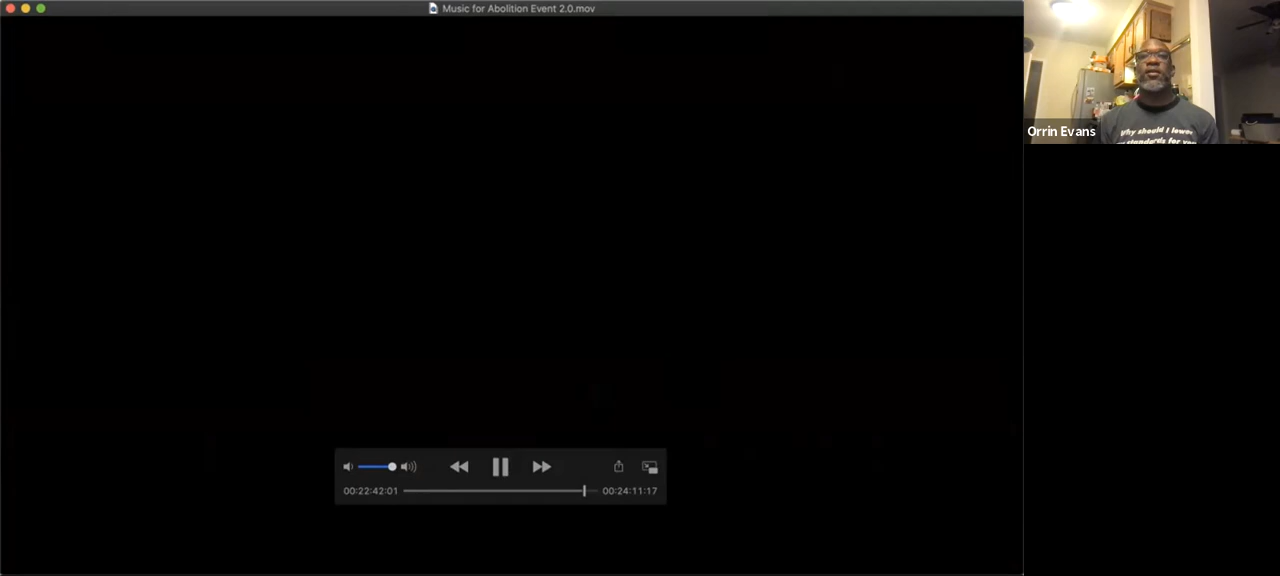 Music for Abolition Event 2.0.mov
Orrin Evans
Why should I lower
standards for you
00:22:42:01
00:24:11:17